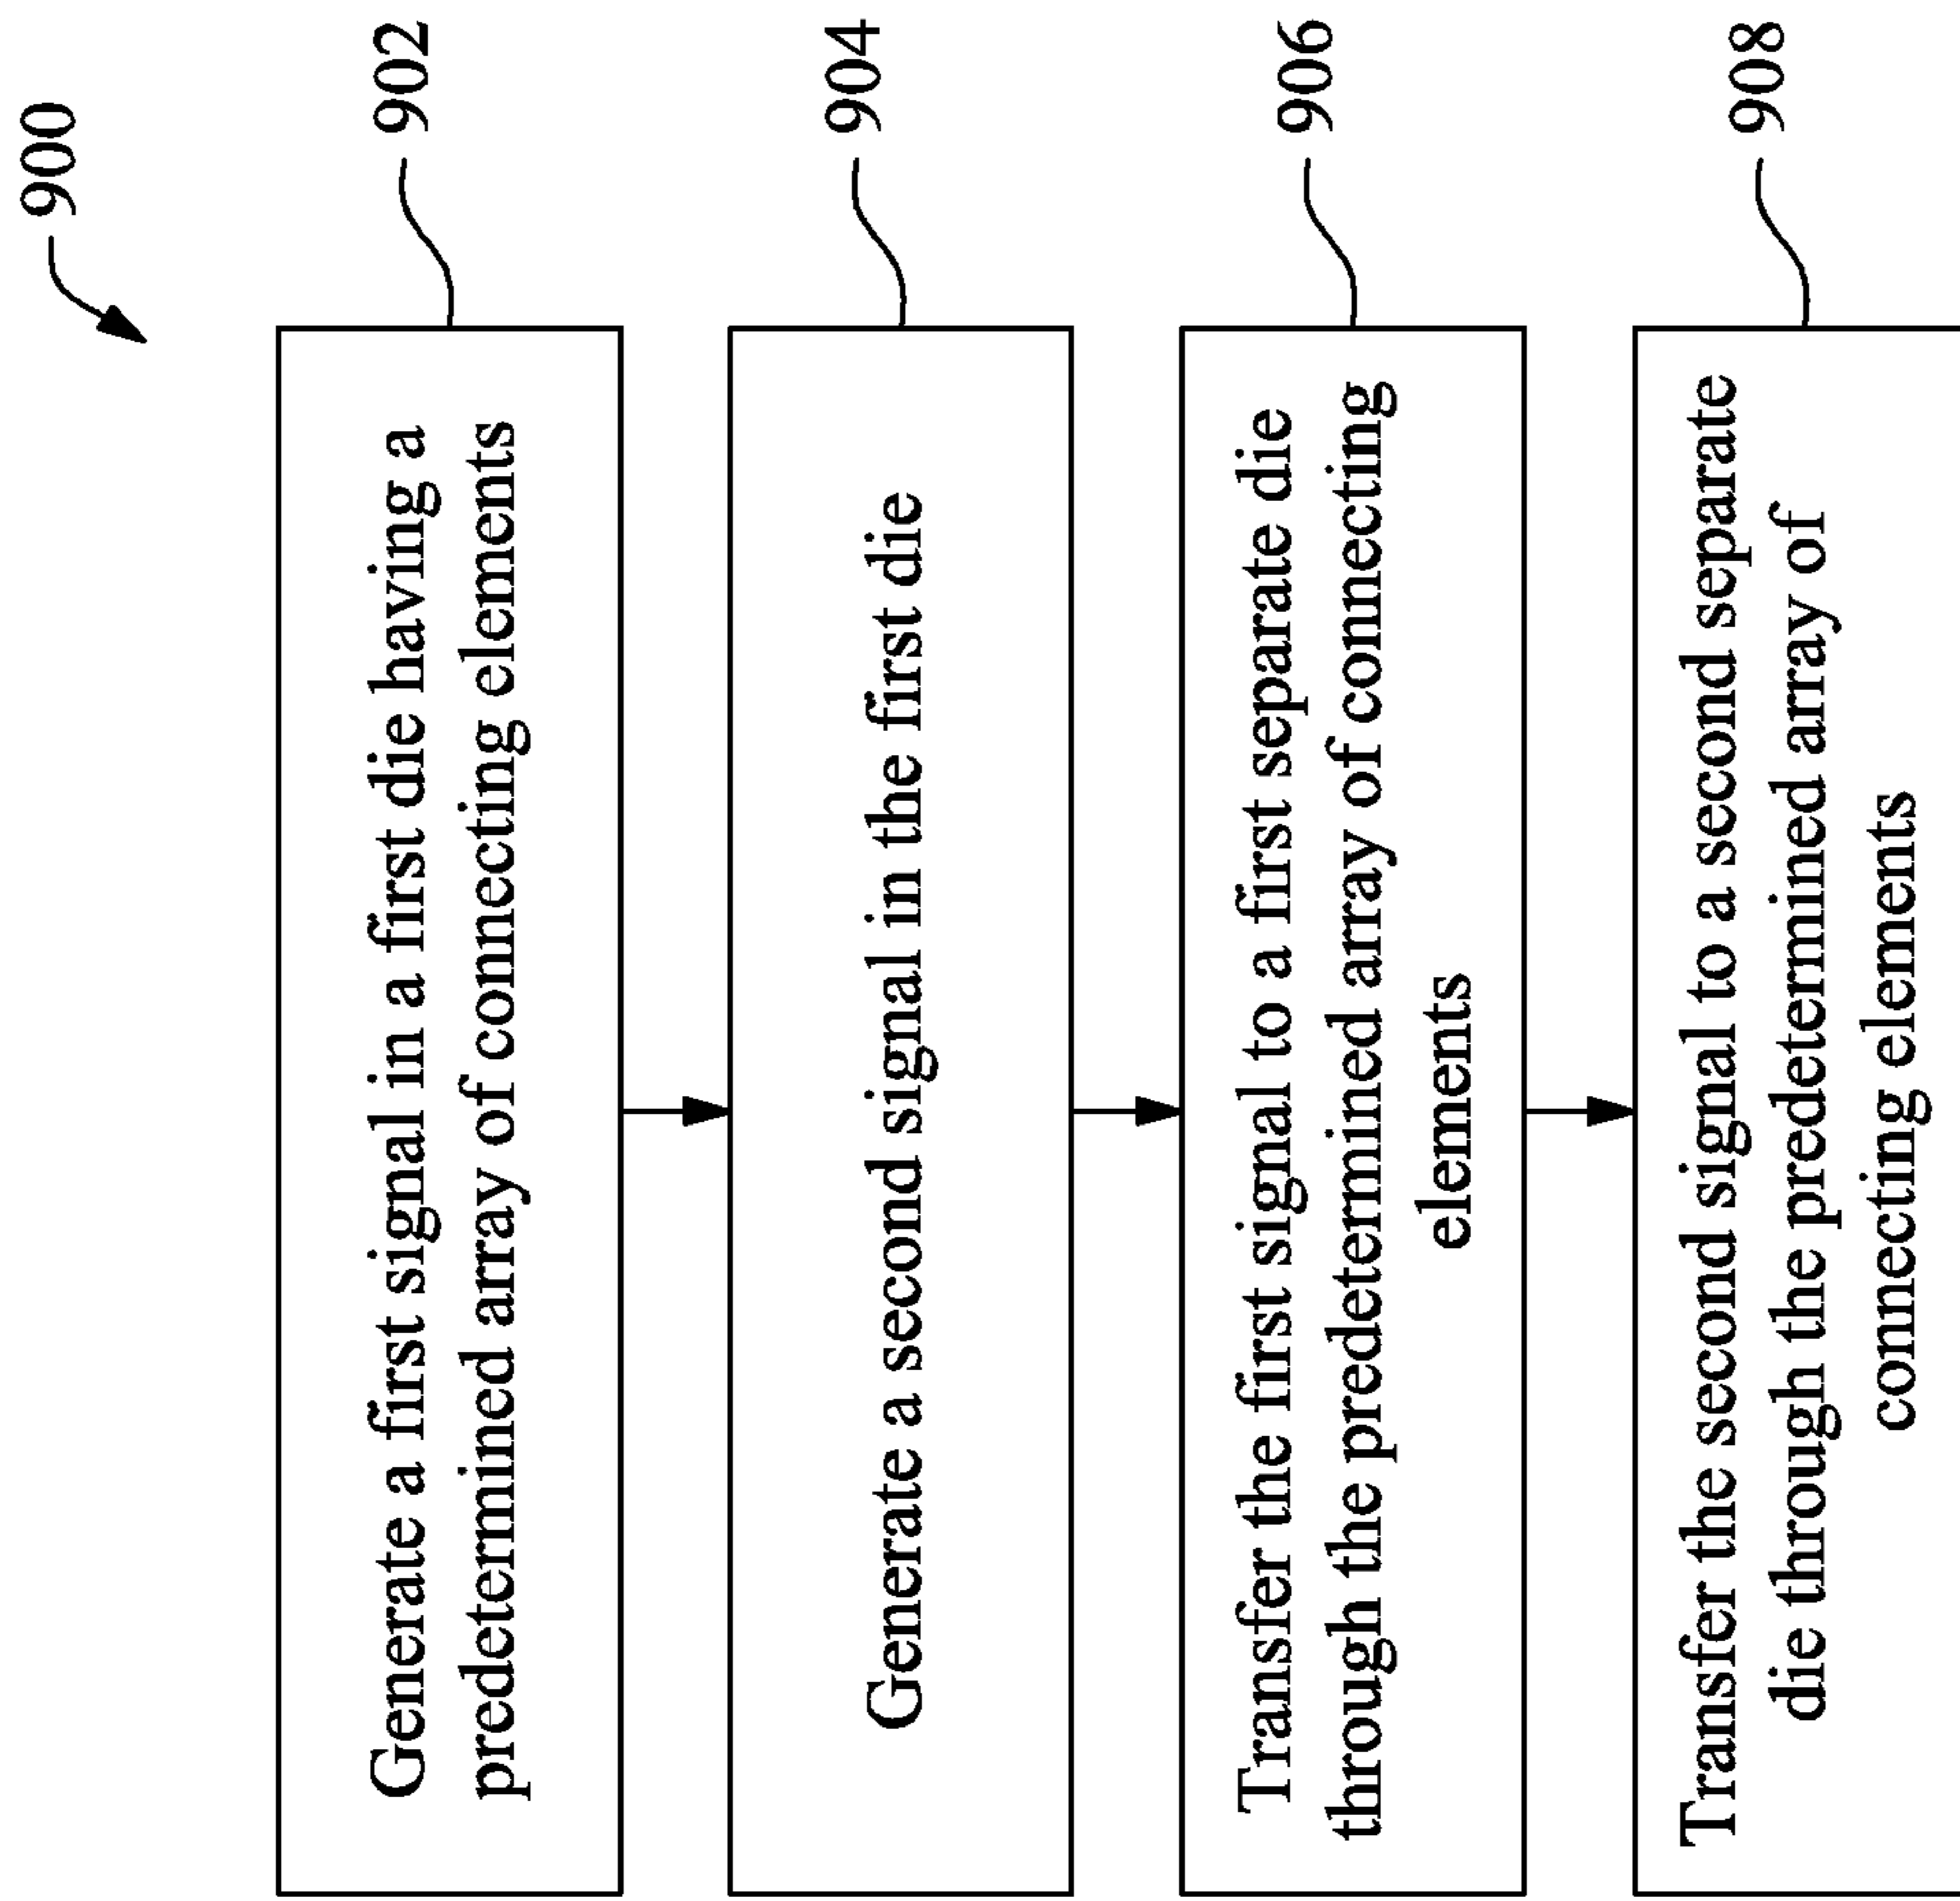 900
Generate a first signal in a first die having a
predetermined array of connecting elements
902
Generate a second signal in the first die
904
Transfer the first signal to a first separate die
through the predetermined array of connecting
elements
906
Transfer the second signal to a second separate
die through the predetermined array of
connecting elements
908